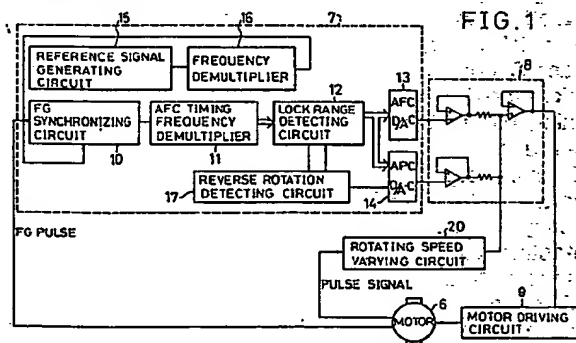 FIG. 1
15
16
7
8
REFERENCE SIGNAL
GENERATING
CIRCUIT
FREQUENCY
DEMULTIPLIER
12
13
FG
SYNCHRONIZING
CIRCUIT
AFC TIMING
FREQUENCY
DEMULTIPLIER
LOCK RANGE
DETECTING
CIRCUIT
AFC
D/A C
10
11
17
REVERSE ROTATION
DETECTING CIRCUIT
14
APC
D/A C
20
FG PULSE
ROTATING SPEED
VARYING CIRCUIT
PULSE SIGNAL
6
9
MOTOR
MOTOR DRIVING
CIRCUIT